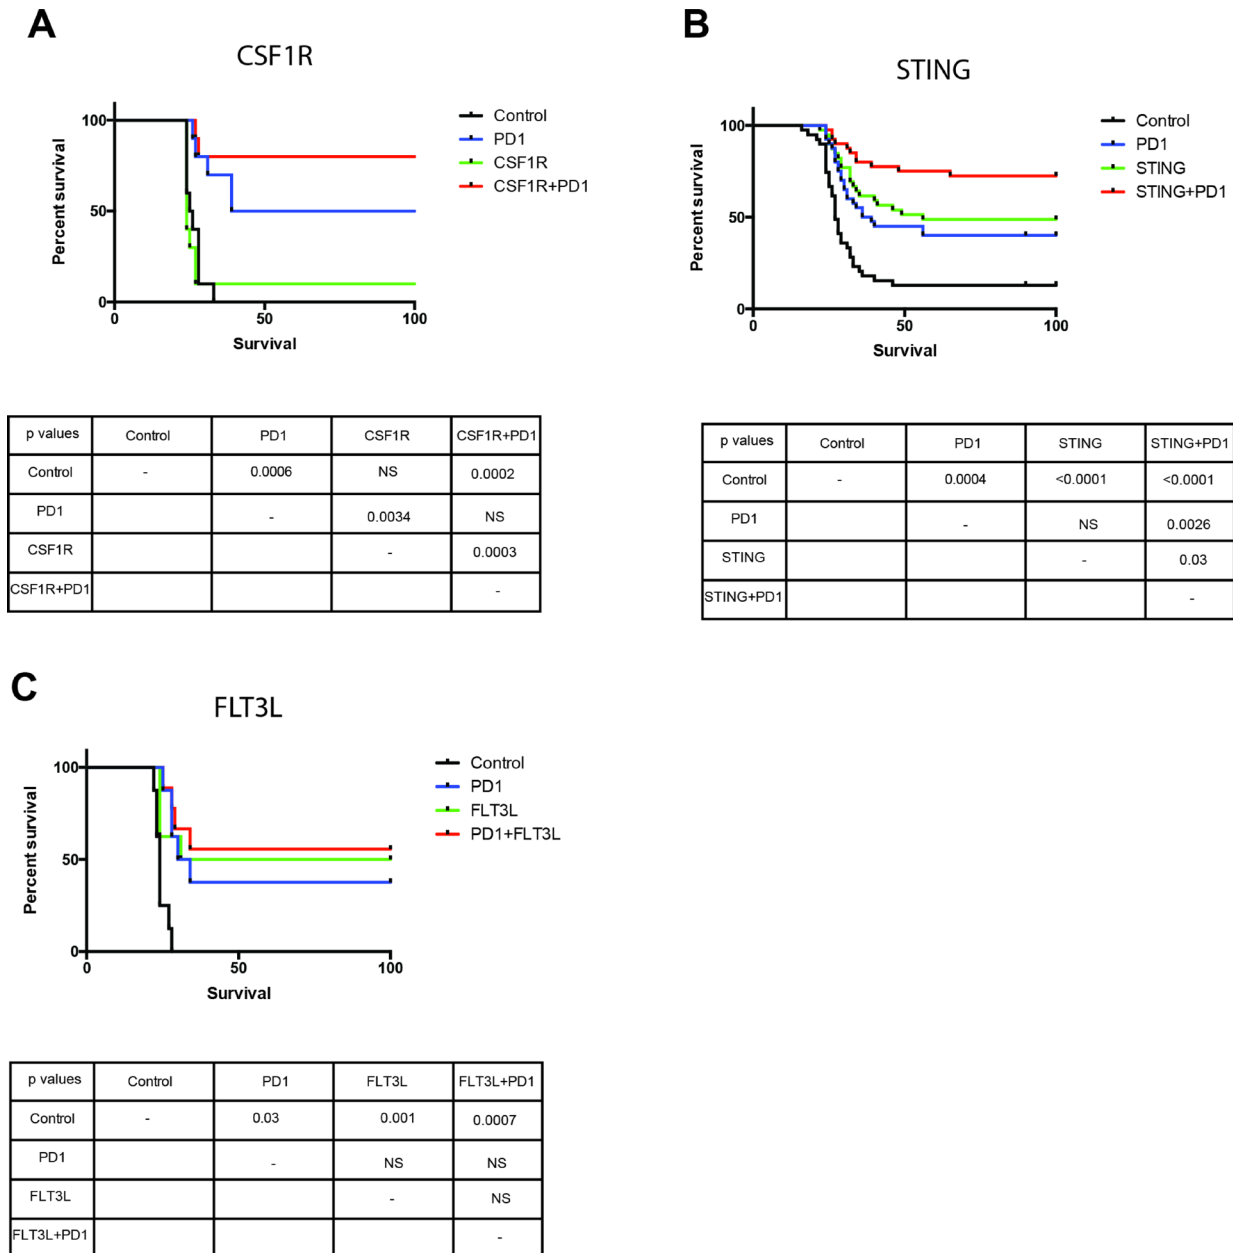 A
CSF1R
Percent survival
100
50
0
0 50 100
Survival
Control
PD1
CSF1R
CSF1R+PD1
p values Control PD1 CSF1R CSF1R+PD1
Control - 0.0006 NS 0.0002
PD1 - 0.0034 NS
CSF1R - 0.0003
CSF1R+PD1 -
B
STING
Percent survival
100
50
0
0 50 100
Survival
Control
PD1
STING
STING+PD1
p values Control PD1 STING STING+PD1
Control - 0.0004 <0.0001 <0.0001
PD1 - NS 0.0026
STING - 0.03
STING+PD1 -
C
FLT3L
Percent survival
100
50
0
0 50 100
Survival
Control
PD1
FLT3L
PD1+FLT3L
p values Control PD1 FLT3L FLT3L+PD1
Control - 0.03 0.001 0.0007
PD1 - NS NS
FLT3L - NS
FLT3L+PD1 -